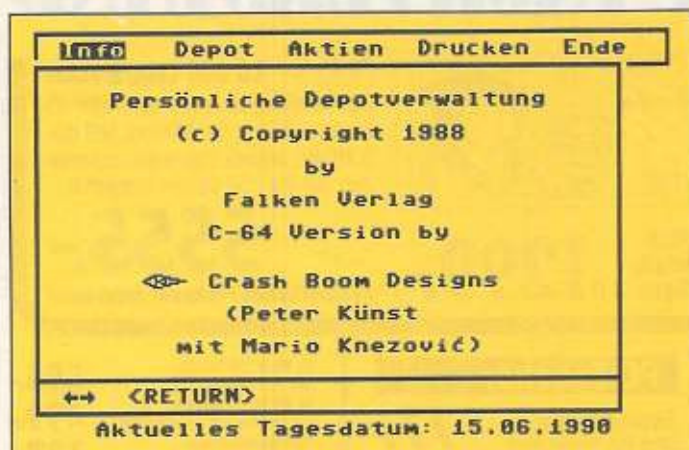 Info Depot Aktien Drucken Ende
Persönliche Depotverwaltung
(c) Copyright 1988
by
Falken Verlag
C-64 Version by
Crash Boom Designs
(Peter Künst
mit Mario Knezović)
←→ <RETURN>
Aktuelles Tagesdatum: 15.06.1990